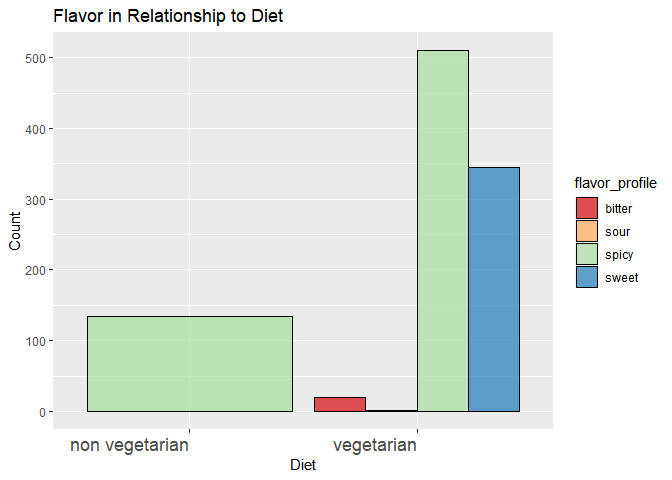 Flavor in Relationship to Diet
500
400
300
200
100
0
Count
non vegetarian
vegetarian
Diet
flavor_profile
bitter
sour
spicy
sweet